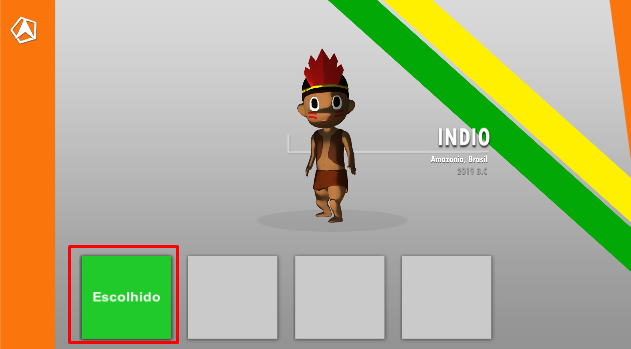 INDIO
Amazonia, Brasil
2019 B.C
Escolhido